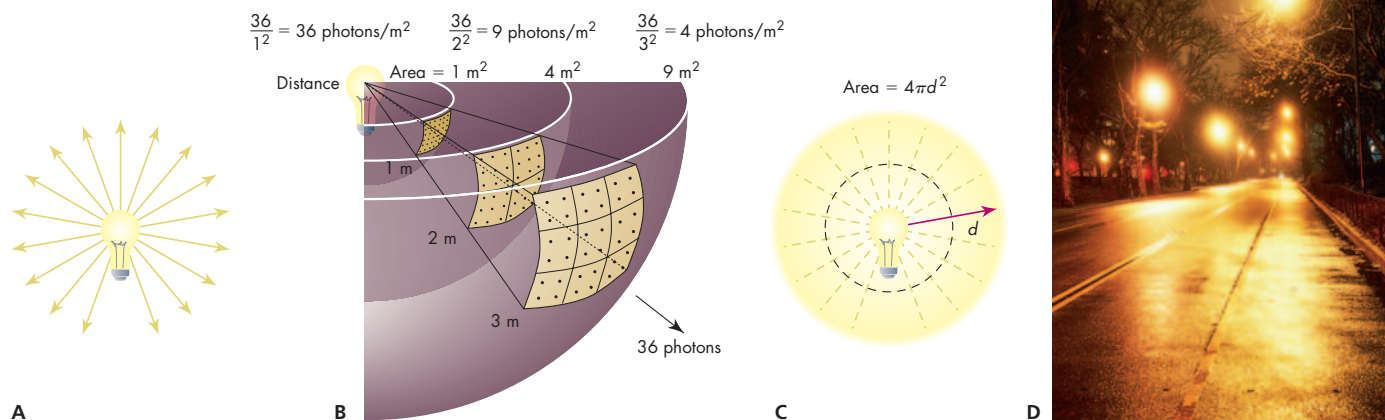 36/1² = 36 photons/m² 36/2² = 9 photons/m² 36/3² = 4 photons/m²
Distance Area = 1 m² 4 m² 9 m²
1 m
2 m
3 m
36 photons
Area = 4πd²
d
A B C D